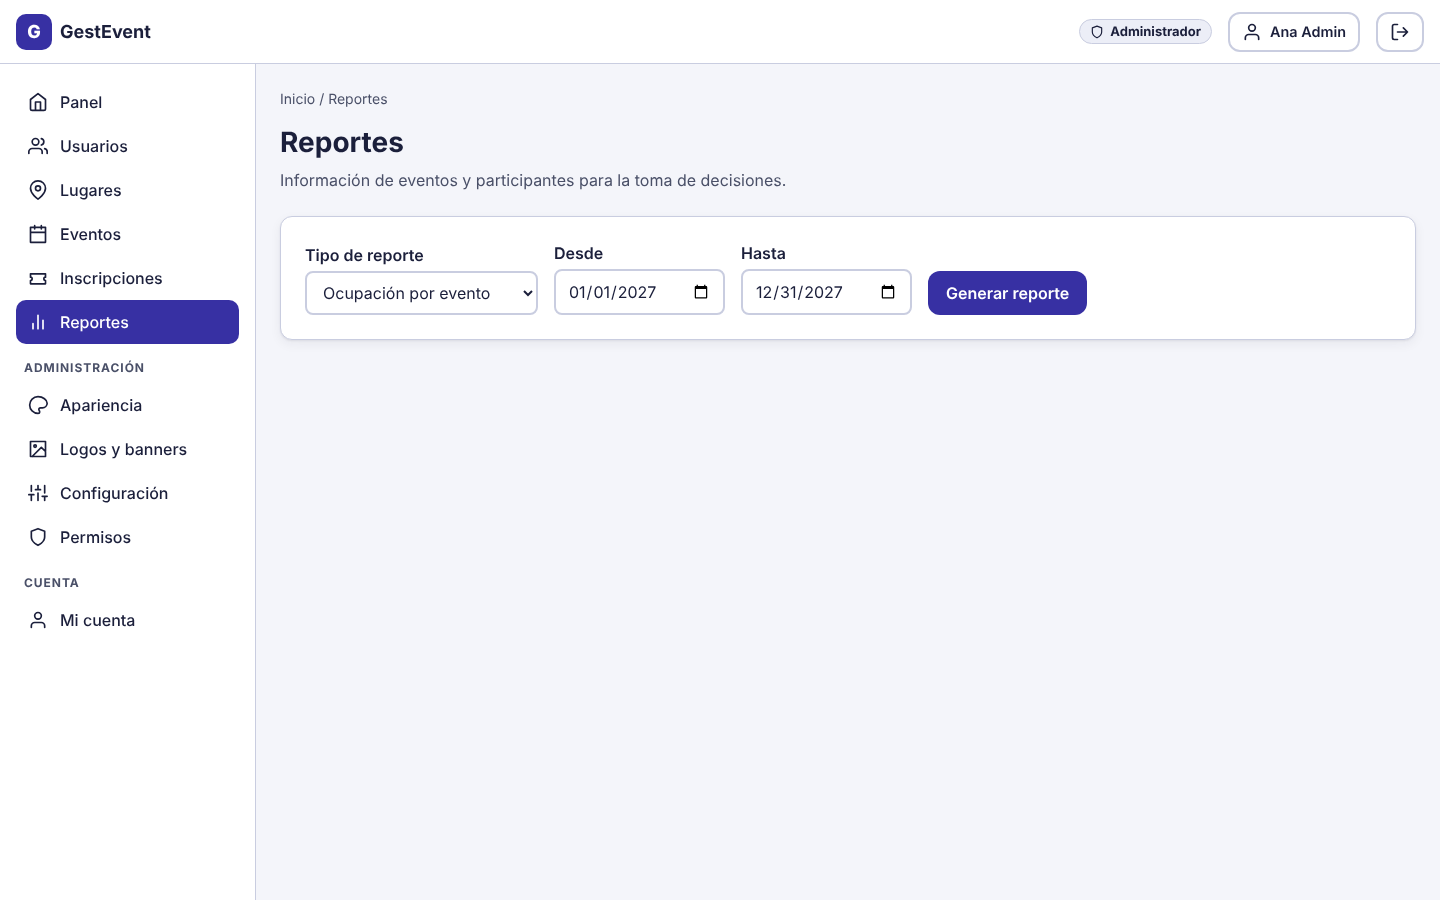 G GestEvent
Administrador
Ana Admin
Panel
Usuarios
Lugares
Eventos
Inscripciones
Reportes
ADMINISTRACIÓN
Apariencia
Logos y banners
Configuración
Permisos
CUENTA
Mi cuenta
Inicio / Reportes
Reportes
Información de eventos y participantes para la toma de decisiones.
Tipo de reporte
Ocupación por evento
Desde
01/01/2027
Hasta
12/31/2027
Generar reporte